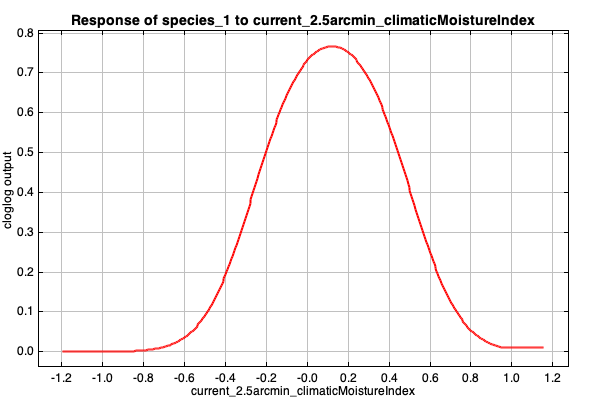 Response of species_1 to current_2.5arcmin_climaticMoistureIndex
0.8
0.7
0.6
0.5
0.4
0.3
0.2
0.1
0.0
cloglog output
-1.2 -1.0 -0.8 -0.6 -0.4 -0.2 -0.0 0.2 0.4 0.6 0.8 1.0 1.2
current_2.5arcmin_climaticMoistureIndex